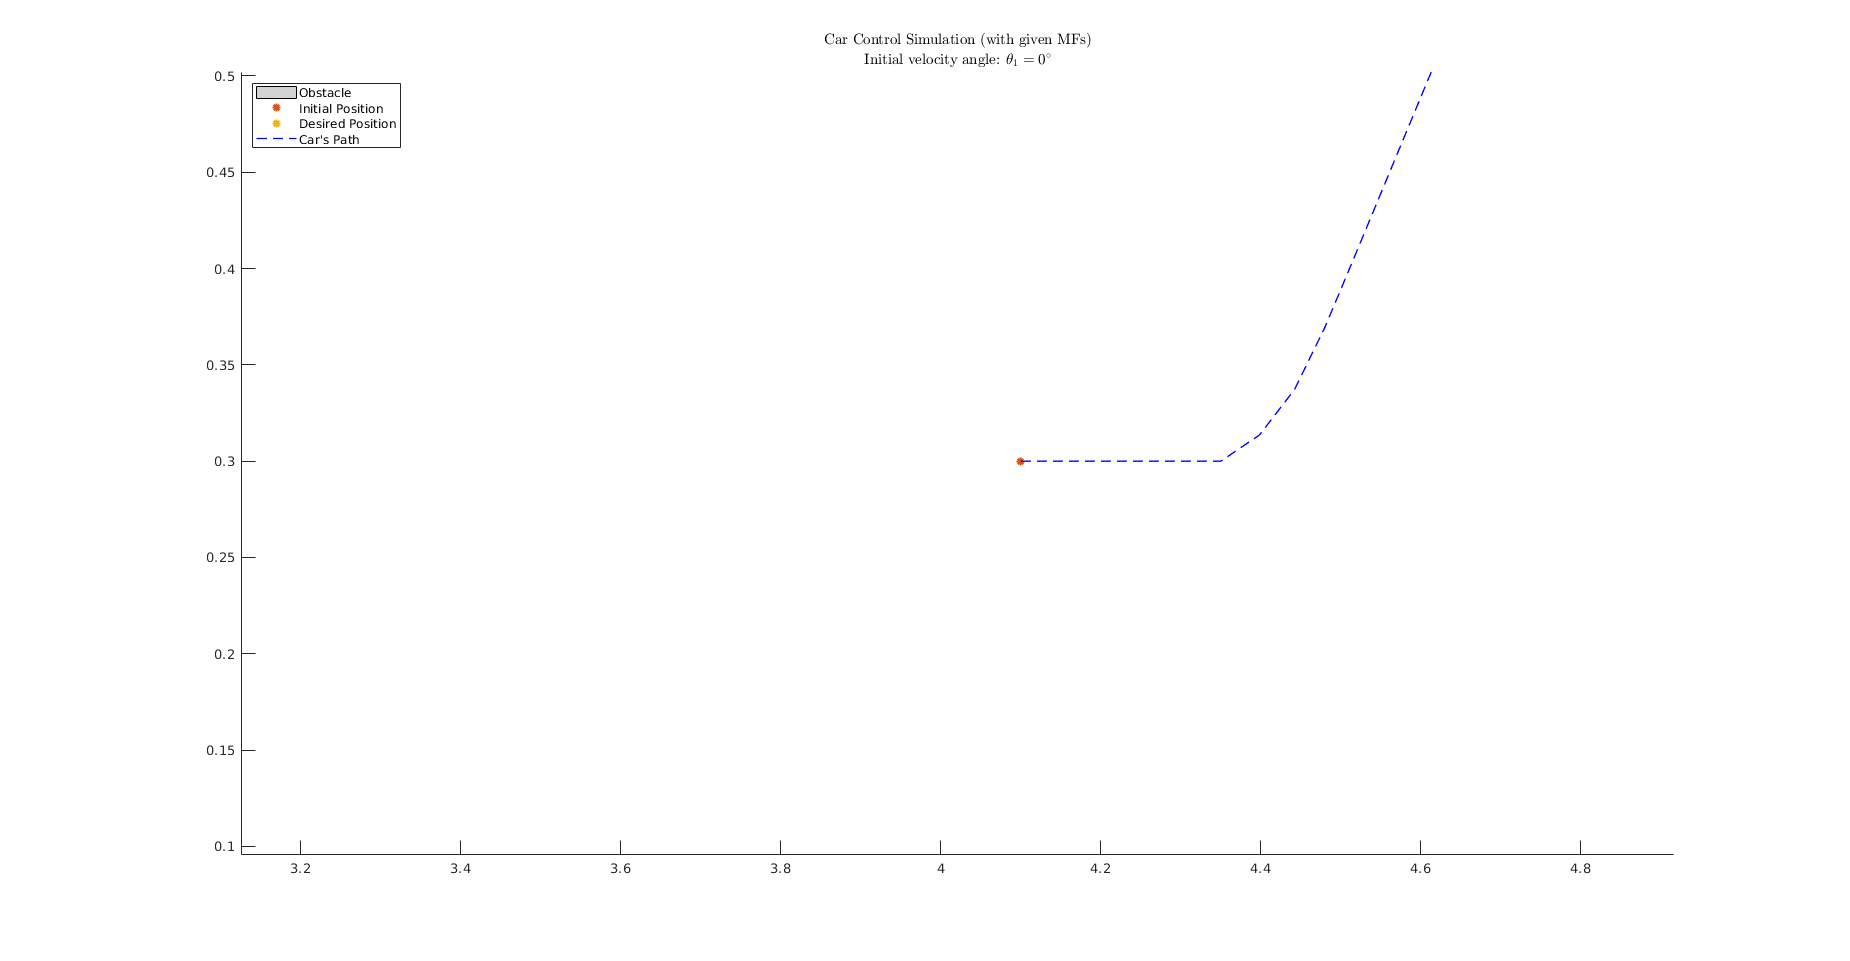 Car Control Simulation (with given MFs)
Initial velocity angle: θ₁ = 0°
0.5
Obstacle
Initial Position
Desired Position
Car's Path
0.45
0.4
0.35
0.3
0.25
0.2
0.15
0.1
3.2 3.4 3.6 3.8 4 4.2 4.4 4.6 4.8